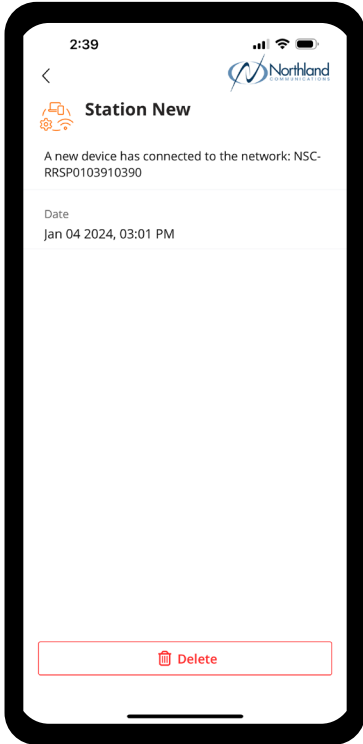 2:39
Northland
COMMUNICATIONS
Station New
A new device has connected to the network: NSC-
RRSP0103910390
Date
Jan 04 2024, 03:01 PM
Delete